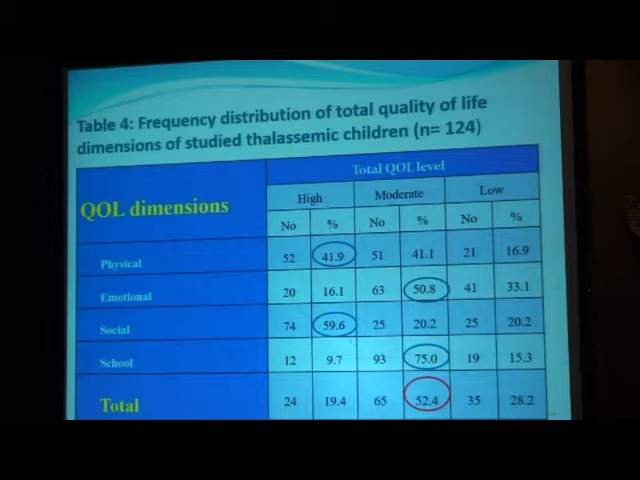 Table 4: Frequency distribution of total quality of life
dimensions of studied thalassemic children (n= 124)
QOL dimensions
Total QOL level
High Moderate Low
No % No % No %
Physical 52 41.9 51 41.1 21 16.9
Emotional 20 16.1 63 50.8 41 33.1
Social 74 59.6 25 20.2 25 20.2
School 12 9.7 93 75.0 19 15.3
Total 24 19.4 65 52.4 35 28.2